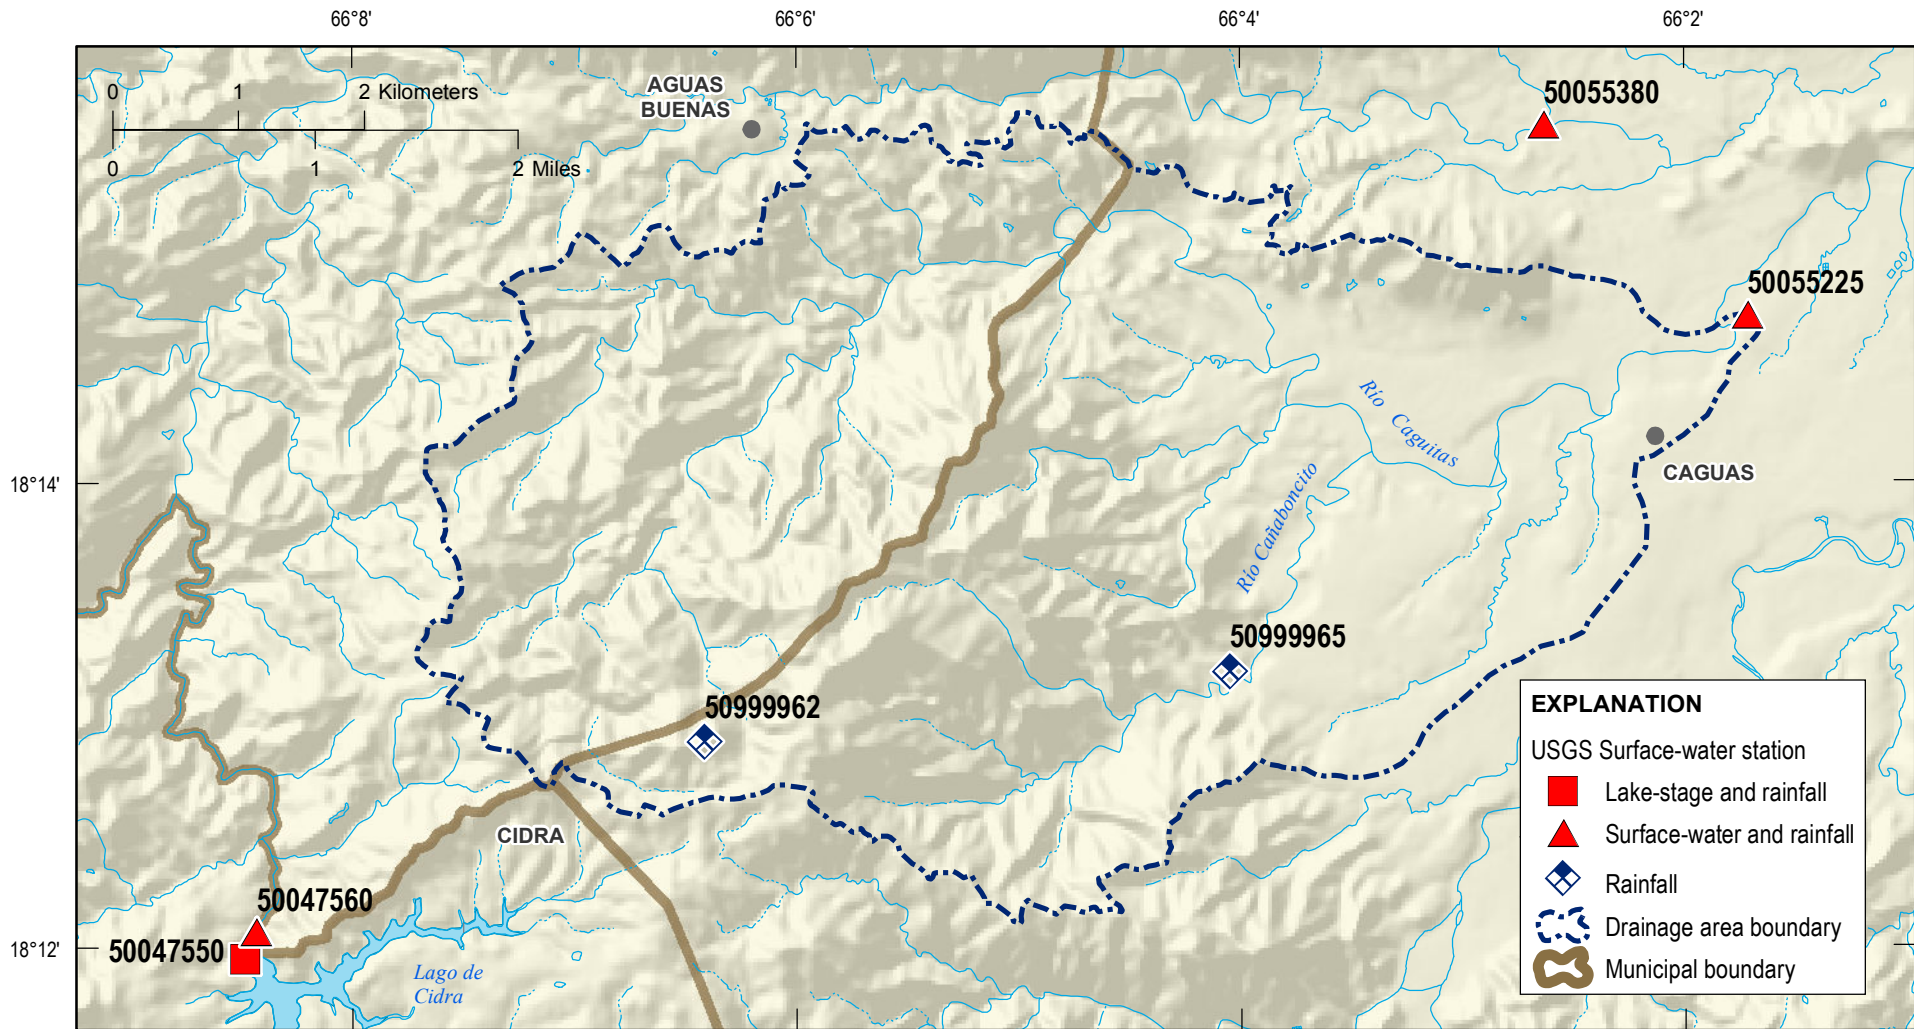 66°8'
66°6'
66°4'
66°2'
0 1 2 Kilometers
0 1 2 Miles
AGUAS
BUENAS
50055380
50055225
Río Caguitas
CAGUAS
18°14'
Río Cañaboncito
50999965
50999962
CIDRA
50047560
50047550
18°12'
Lago de
Cidra
EXPLANATION
USGS Surface-water station
Lake-stage and rainfall
Surface-water and rainfall
Rainfall
Drainage area boundary
Municipal boundary